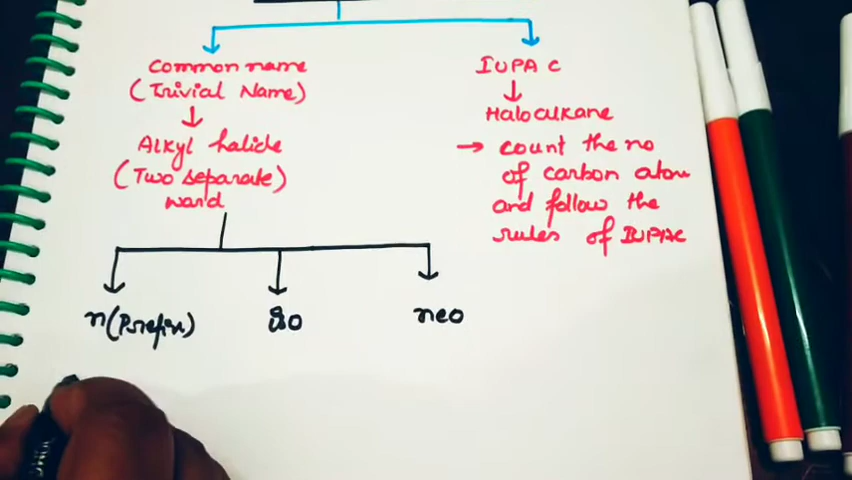 Common name
(Trivial Name)
Alkyl halide
(Two separate)
word
n(Prefix)
iso
neo
IUPAC
Haloalkane
→ count the no
of carbon atom
and follow the
rules of IUPAC